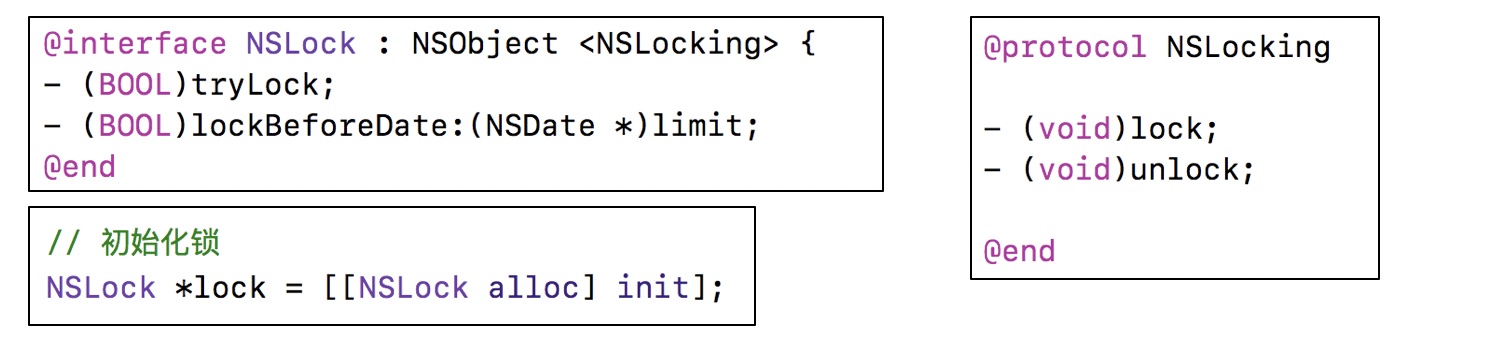 @interface NSLock : NSObject <NSLocking> {
- (BOOL)tryLock;
- (BOOL)lockBeforeDate:(NSDate *)limit;
@end
// 初始化锁
NSLock *lock = [[NSLock alloc] init];
@protocol NSLocking
- (void)lock;
- (void)unlock;
@end